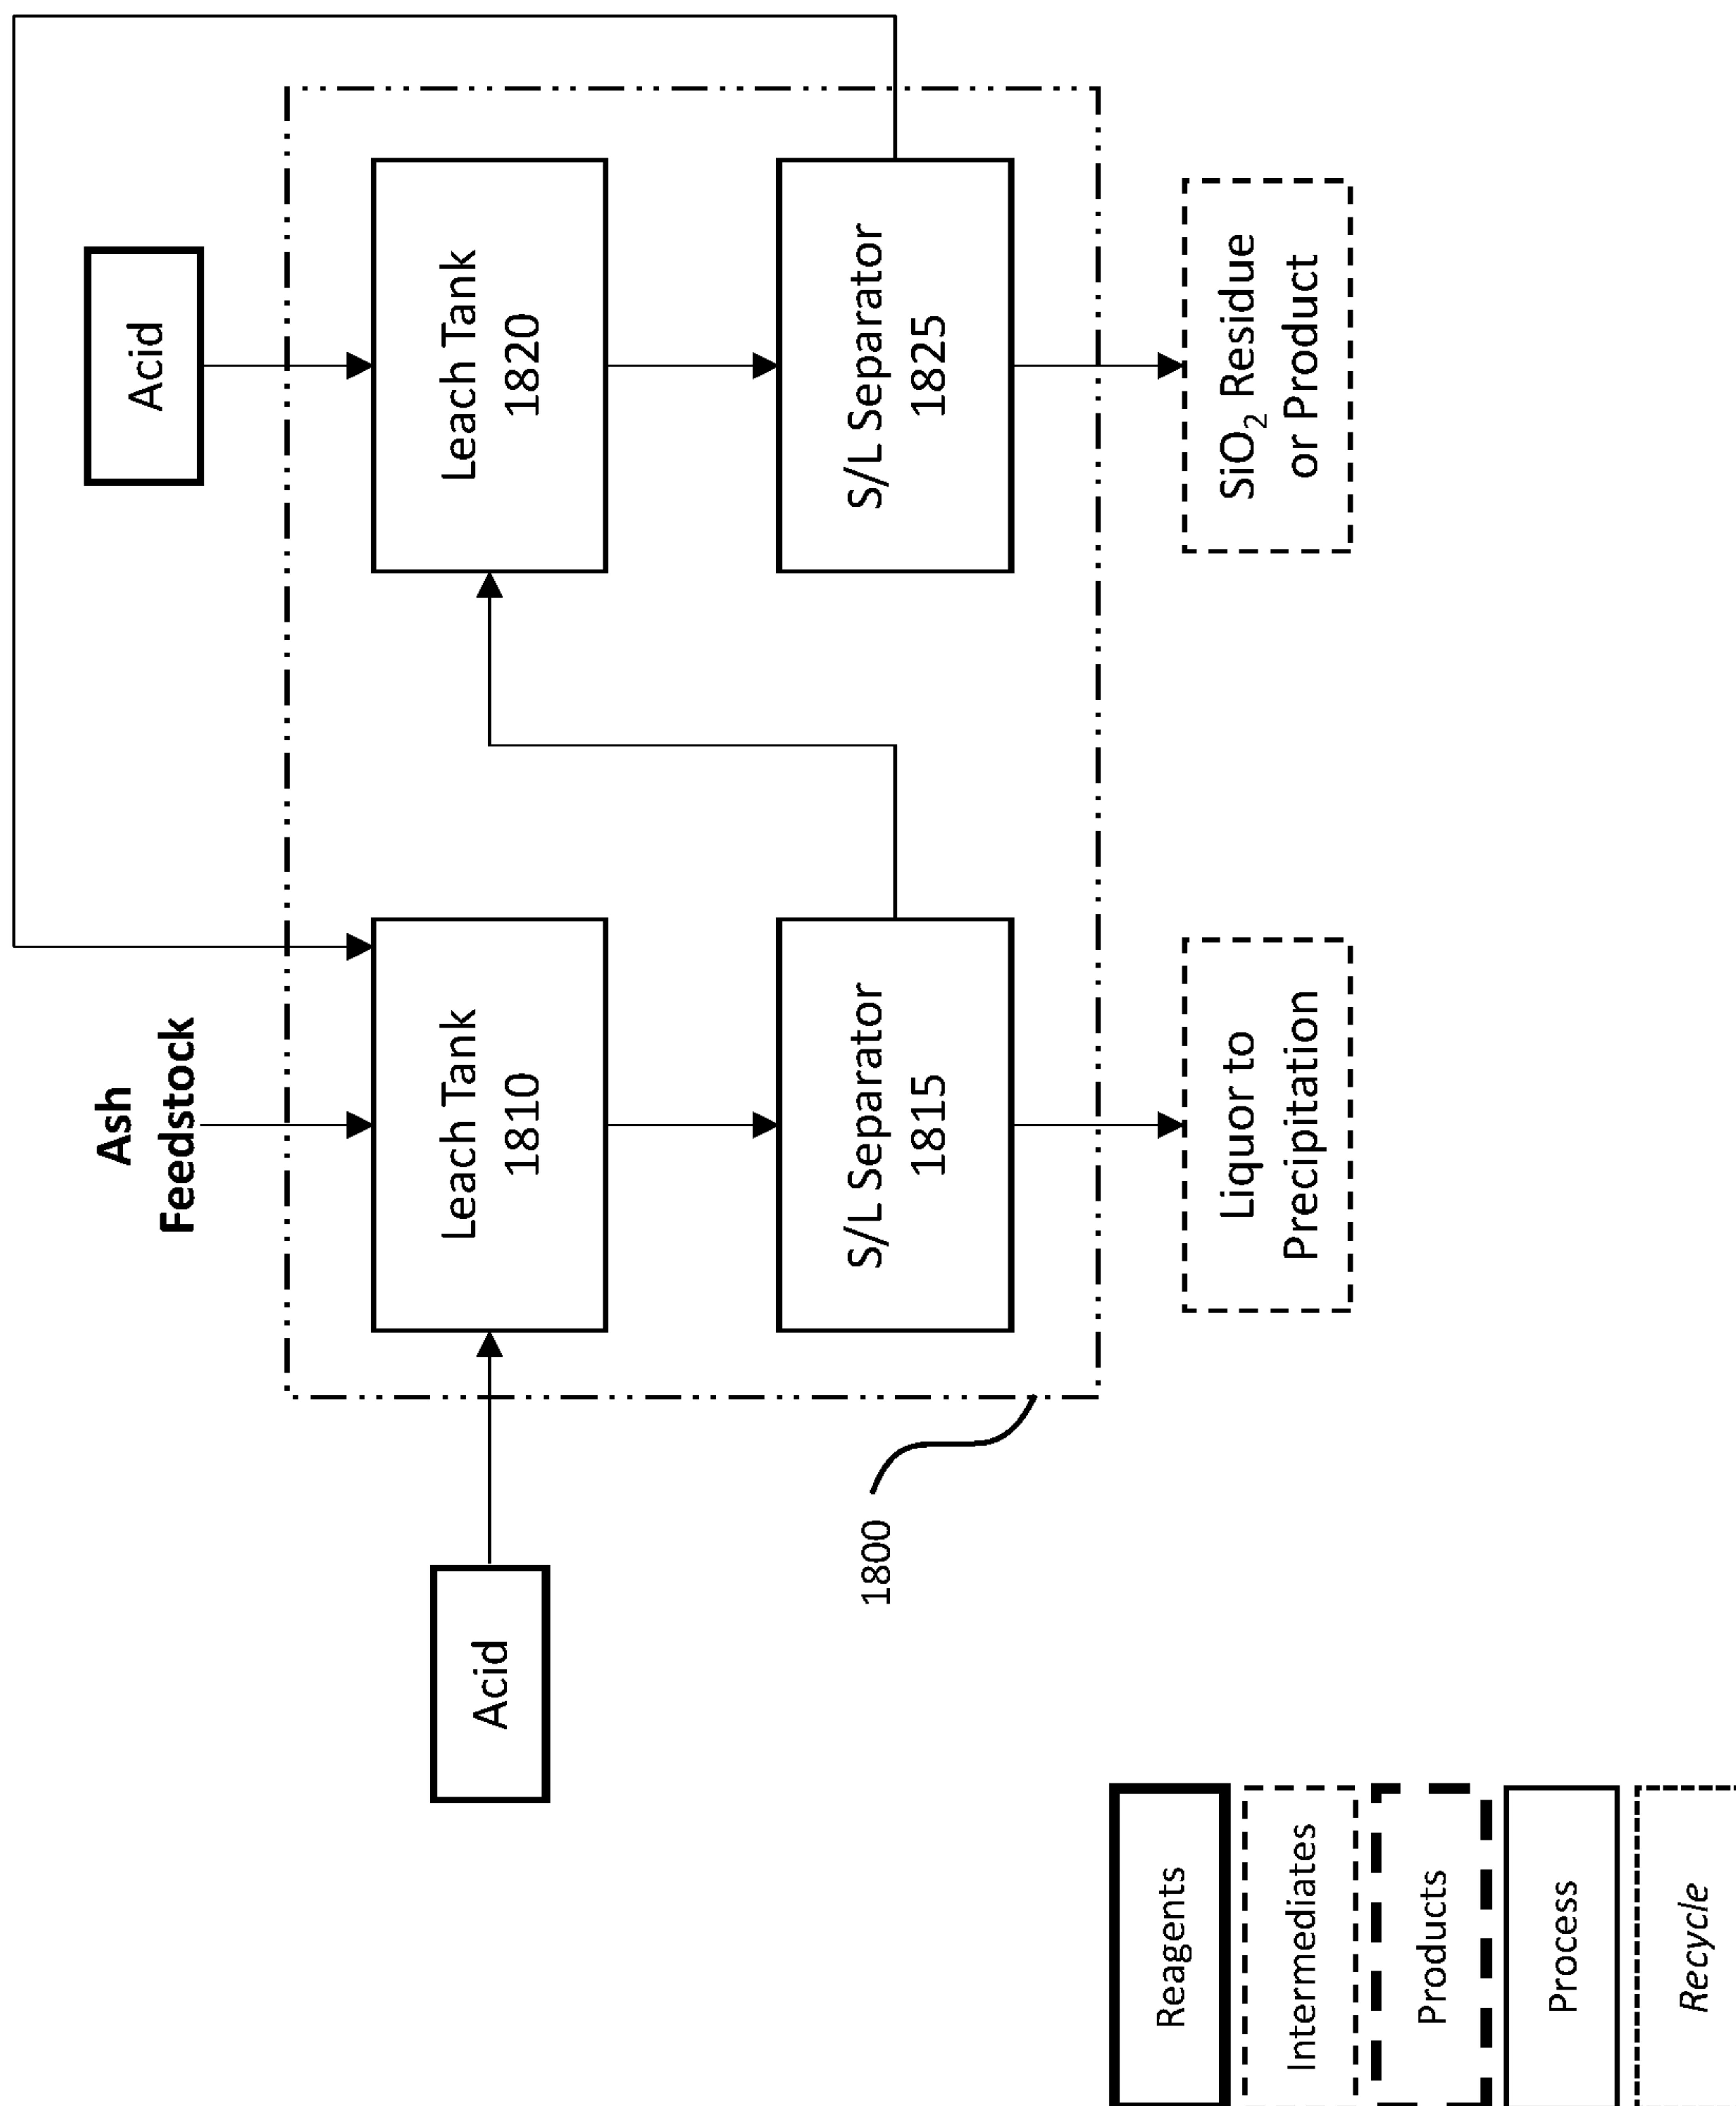 Ash
Feedstock
Acid
Acid
Leach Tank
1810
Leach Tank
1820
S/L Separator
1815
S/L Separator
1825
1800
Liquor to
Precipitation
SiO₂ Residue
or Product
Reagents
Intermediates
Products
Process
Recycle